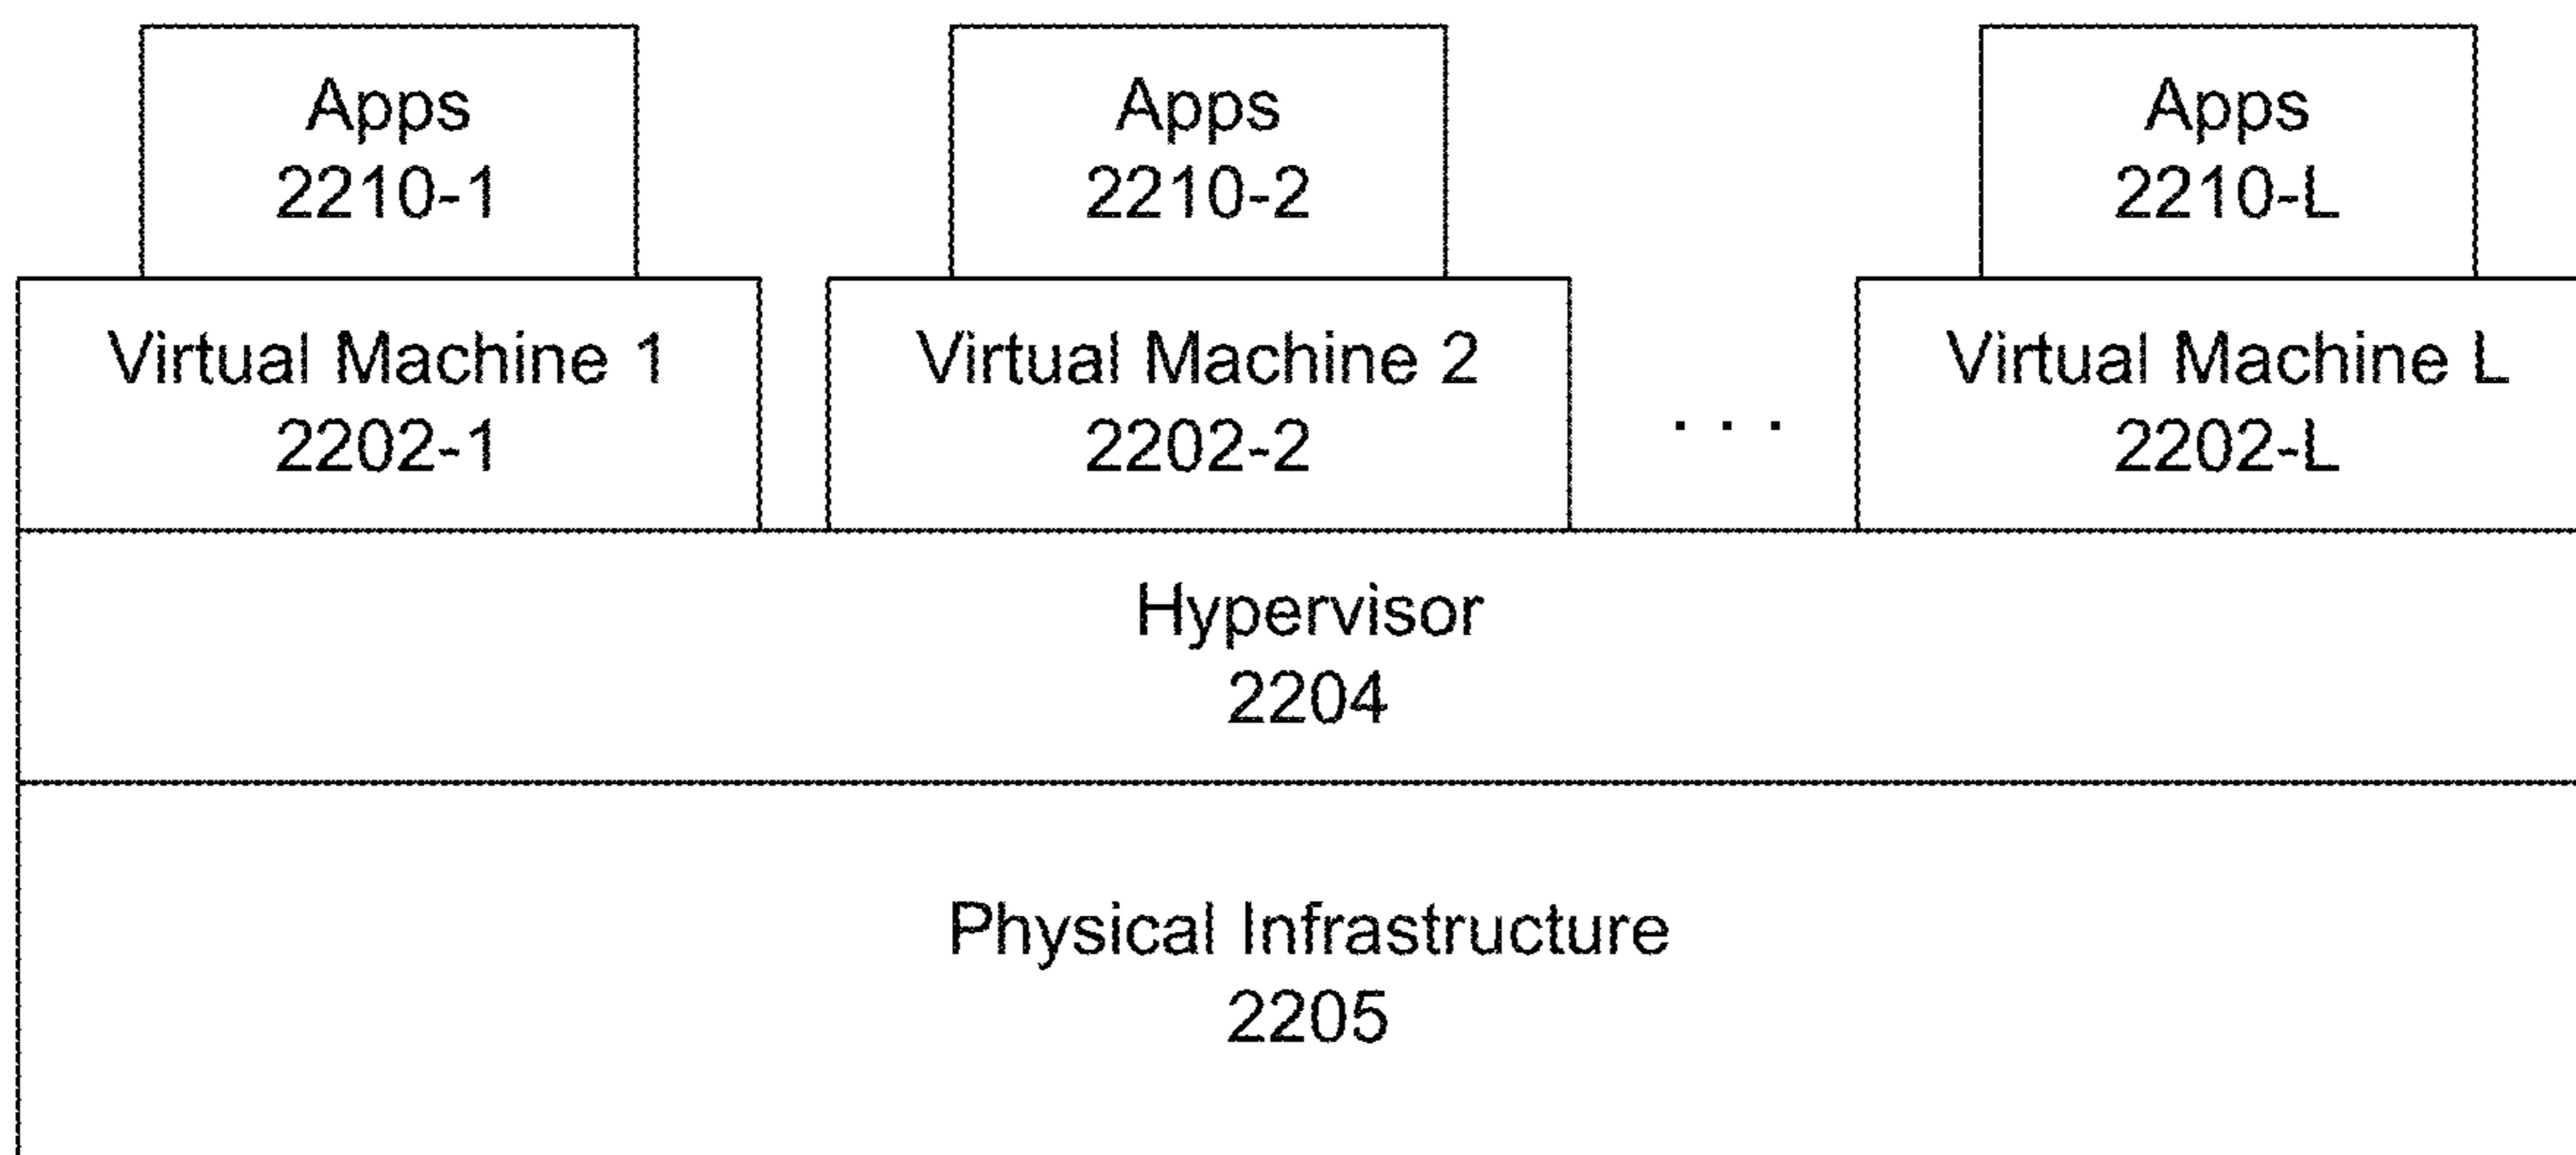 Apps
2210-1
Apps
2210-2
Apps
2210-L
Virtual Machine 1
2202-1
Virtual Machine 2
2202-2
. . .
Virtual Machine L
2202-L
Hypervisor
2204
Physical Infrastructure
2205